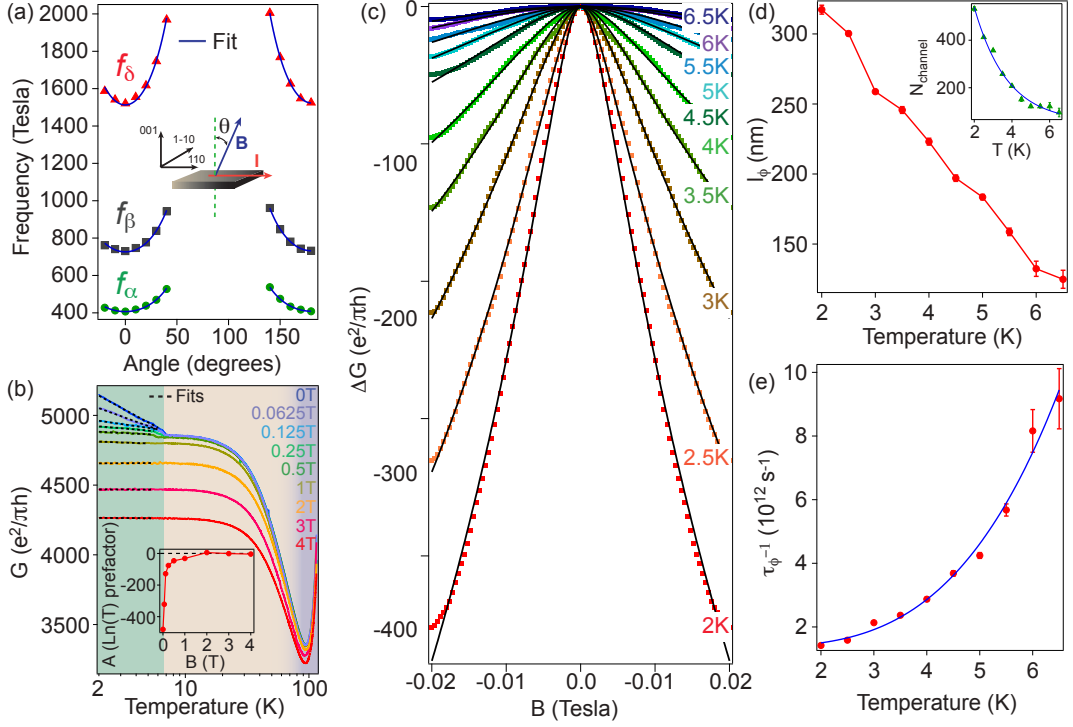 (a)
2000
1800
1600
1400
1200
1000
800
600
400
Frequency (Tesla)
Fit
fδ
fβ
fα
001
1-10
110
θ
B
I
0
50
100
150
Angle (degrees)
(b)
5000
4500
4000
3500
G (e²/πh)
Fits
0T
0.0625T
0.125T
0.25T
0.5T
1T
2T
3T
4T
A (Ln(T) prefactor)
0
-200
-400
0 1 2 3 4
B (T)
2
10
100
Temperature (K)
(c)
0
-100
-200
-300
-400
ΔG (e²/πh)
6.5K
6K
5.5K
5K
4.5K
4K
3.5K
3K
2.5K
2K
-0.02
-0.01
0.0
0.01
0.02
B (Tesla)
(d)
300
250
200
150
lϕ (nm)
400
200
Nchannel
2
4
6
T (K)
2 3 4 5 6
Temperature (K)
(e)
10
8
6
4
2
τϕ⁻¹ (10¹² s⁻¹)
2 3 4 5 6
Temperature (K)